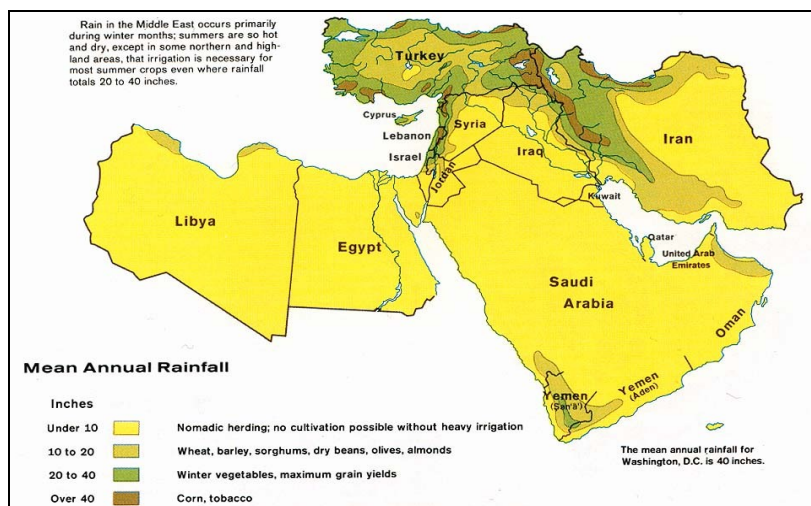 Rain in the Middle East occurs primarily
during winter months; summers are so hot
and dry, except in some northern and high-
land areas, that irrigation is necessary for
most summer crops even where rainfall
totals 20 to 40 inches.
Turkey
Cyprus
Lebanon
Syria
Israel
Jordan
Iraq
Iran
Kuwait
Libya
Egypt
Qatar
United Arab
Emirates
Saudi
Arabia
Oman
Yemen
(Şan'ā')
Yemen
(Aden)
Mean Annual Rainfall
Inches
Under 10 Nomadic herding; no cultivation possible without heavy irrigation
10 to 20 Wheat, barley, sorghums, dry beans, olives, almonds
20 to 40 Winter vegetables, maximum grain yields
Over 40 Corn, tobacco
The mean annual rainfall for
Washington, D.C. is 40 inches.